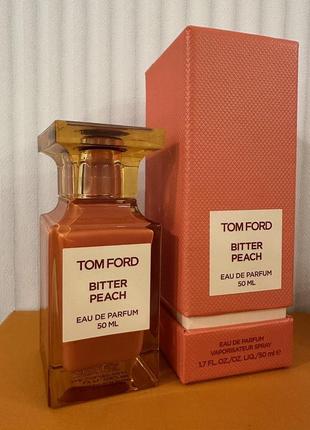 TOM FORD
BITTER
PEACH
EAU DE PARFUM
50 ML
TOM FORD
BITTER
PEACH
EAU DE PARFUM
50 ML
EAU DE PARFUM
VAPORISATEUR SPRAY
1.7 FL. OZ./OZ. LIQ./50 ml ℮